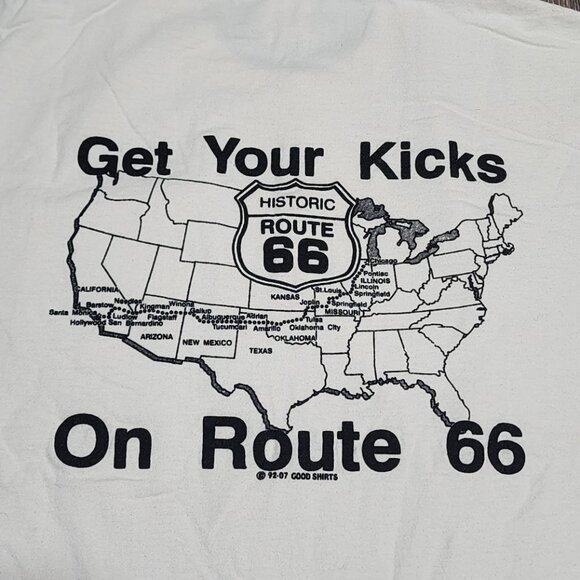 Get Your Kicks
HISTORIC
ROUTE
66
Chicago
Pontiac
ILLINOIS
Lincoln
Springfield
St. Louis
CALIFORNIA
KANSAS
Needles
Joplin
Springfield
Barstow
Kingman
Winona
MISSOURI
Santa Monica
Ludlow
Flagstaff
Gallup
Albuquerque
Adrian
Tulsa
Hollywood
San Bernardino
Tucumcari
Amarillo
Oklahoma City
ARIZONA
NEW MEXICO
OKLAHOMA
TEXAS
On Route 66
© 92-07 GOOD SHIRTS